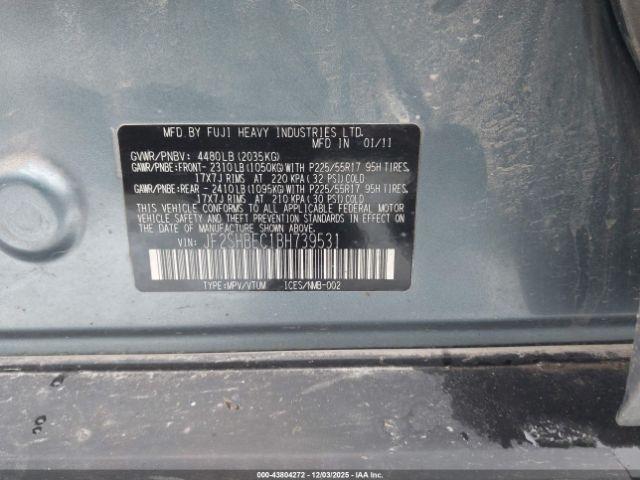 MFD.BY FUJI HEAVY INDUSTRIES LTD.
MFD IN 01/11
GVWR/PNBV: 4480LB(2035KG)
GAWR/PNBE:FRONT- 2310LB(1050KG)WITH P225/55R17 95H TIRES,
17X7J RIMS AT 220 KPA (32 PSI)COLD
GAWR/PNBE:REAR - 2410LB(1095KG)WITH P225/55R17 95H TIRES,
17X7J RIMS AT 210 KPA (30 PSI)COLD
THIS VEHICLE CONFORMS TO ALL APPLICABLE FEDERAL MOTOR
VEHICLE SAFETY AND THEFT PREVENTION STANDARDS IN EFFECT ON
THE DATE OF MANUFACTURE SHOWN ABOVE.
VIN: JF2SHBEC1BH739531
TYPE:MPV/VTUM ICES/NMB-002
000-43804272 - 12/03/2025 - IAAI.CA